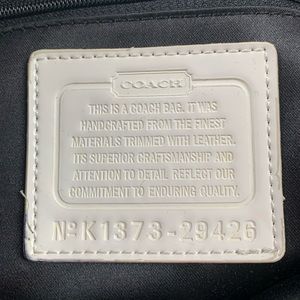 COACH
THIS IS A COACH BAG. IT WAS
HANDCRAFTED FROM THE FINEST
MATERIALS TRIMMED WITH LEATHER.
ITS SUPERIOR CRAFTSMANSHIP AND
ATTENTION TO DETAIL REFLECT OUR
COMMITMENT TO ENDURING QUALITY.
Nº K1373-29426